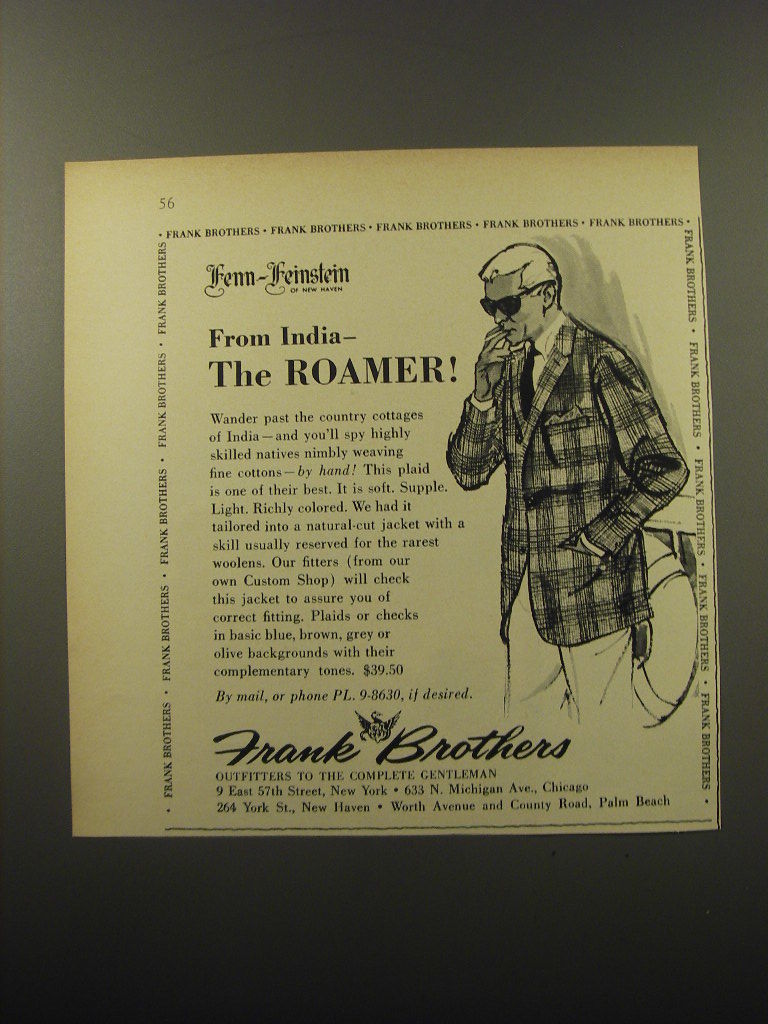 56
• FRANK BROTHERS • FRANK BROTHERS • FRANK BROTHERS • FRANK BROTHERS • FRANK BROTHERS •
Fenn-Feinstein
OF NEW HAVEN
From India—
The ROAMER!
Wander past the country cottages
of India—and you'll spy highly
skilled natives nimbly weaving
fine cottons—by hand! This plaid
is one of their best. It is soft. Supple.
Light. Richly colored. We had it
tailored into a natural-cut jacket with a
skill usually reserved for the rarest
woolens. Our fitters (from our
own Custom Shop) will check
this jacket to assure you of
correct fitting. Plaids or checks
in basic blue, brown, grey or
olive backgrounds with their
complementary tones. $39.50
By mail, or phone PL. 9-8630, if desired.
Frank Brothers
OUTFITTERS TO THE COMPLETE GENTLEMAN
9 East 57th Street, New York • 633 N. Michigan Ave., Chicago
264 York St., New Haven • Worth Avenue and County Road, Palm Beach
• FRANK BROTHERS • FRANK BROTHERS • FRANK BROTHERS • FRANK BROTHERS • FRANK BROTHERS
FRANK BROTHERS • FRANK BROTHERS • FRANK BROTHERS • FRANK BROTHERS • FRANK BROTHERS •